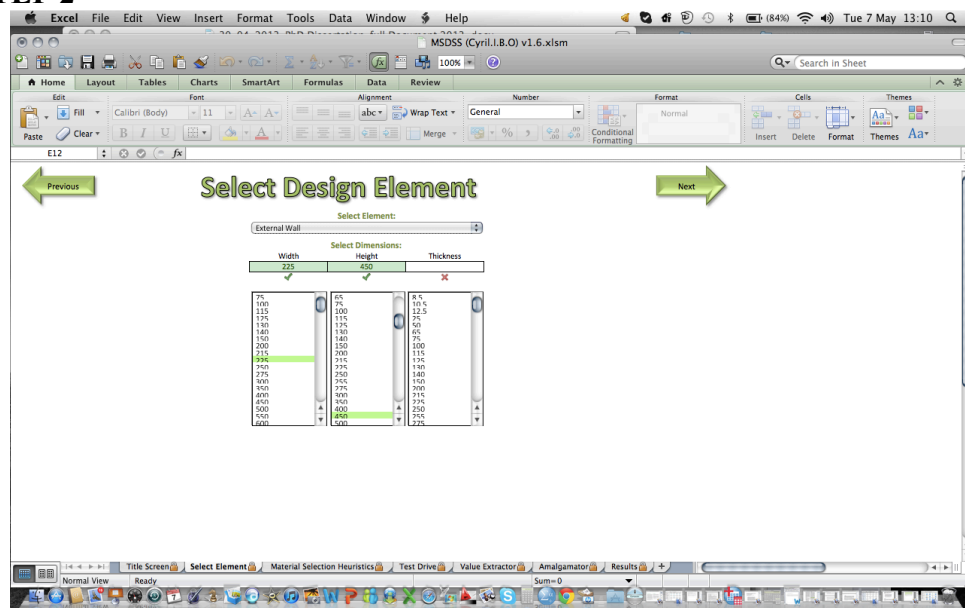 Excel File Edit View Insert Format Tools Data Window Help (84%) Tue 7 May 13:10
MSDSS (Cyril.I.B.O) v1.6.xlsm
100% Search in Sheet
Home Layout Tables Charts SmartArt Formulas Data Review
Edit Font Alignment Number Format Cells Themes
Fill Calibri (Body) 11 A- A- abc Wrap Text General Normal
Paste Clear B I U A Merge % Conditional Formatting Insert Delete Format Themes Aa
E12 fx
Previous Select Design Element Next
Select Element:
External Wall
Select Dimensions:
Width Height Thickness
225 450
75 65 8.5
100 75 10.5
115 100 12.5
125 115 25
130 125 50
140 130 65
150 140 75
200 150 100
215 200 115
225 215 125
250 225 130
275 250 140
300 255 150
350 275 200
400 300 215
450 350 225
500 400 250
550 450 255
600 500 275
Title Screen Select Element Material Selection Heuristics Test Drive Value Extractor Amalgamator Results +
Normal View Ready Sum=0